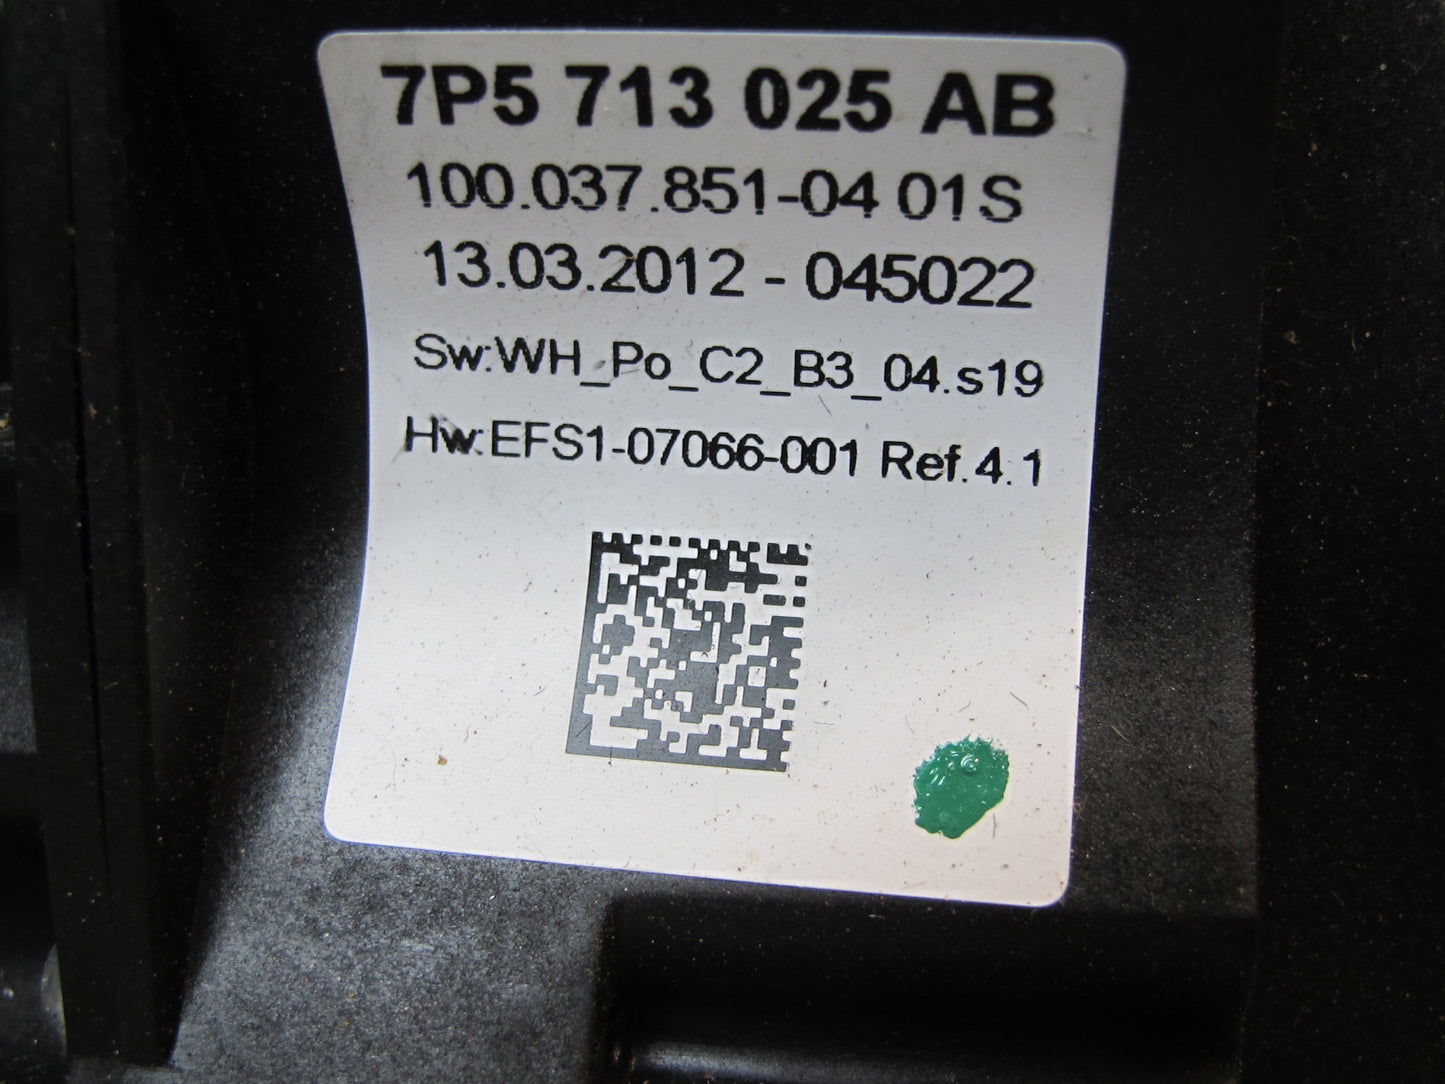 7P5 713 025 AB
100.037.851-04 01S
13.03.2012 - 045022
Sw:WH_Po_C2_B3_04.s19
Hw:EFS1-07066-001 Ref.4.1